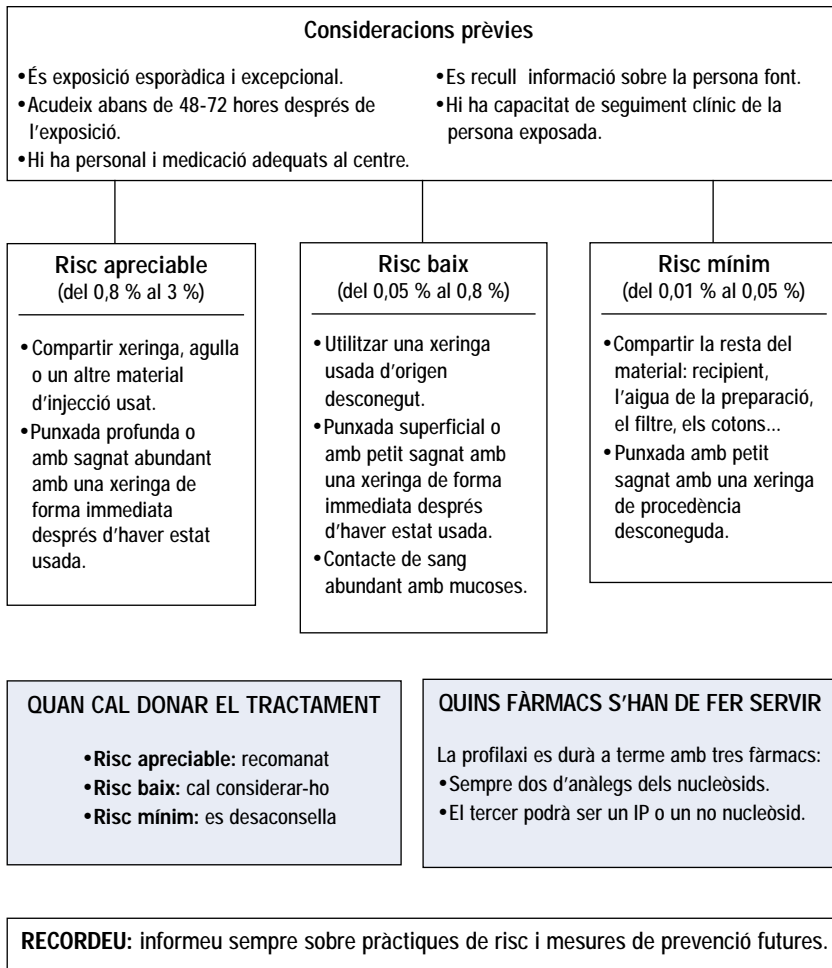 Consideracions prèvies
•És exposició esporàdica i excepcional.
•Acudeix abans de 48-72 hores després de
l'exposició.
•Hi ha personal i medicació adequats al centre.
•Es recull informació sobre la persona font.
•Hi ha capacitat de seguiment clínic de la
persona exposada.
Risc apreciable
(del 0,8 % al 3 %)
•Compartir xeringa, agulla
o un altre material
d'injecció usat.
•Punxada profunda o
amb sagnat abundant
amb una xeringa de
forma immediata
després d'haver estat
usada.
Risc baix
(del 0,05 % al 0,8 %)
•Utilitzar una xeringa
usada d'origen
desconegut.
•Punxada superficial o
amb petit sagnat amb
una xeringa de forma
immediata després
d'haver estat usada.
•Contacte de sang
abundant amb mucoses.
Risc mínim
(del 0,01 % al 0,05 %)
•Compartir la resta del
material: recipient,
l'aigua de la preparació,
el filtre, els cotons...
•Punxada amb petit
sagnat amb una xeringa
de procedència
desconeguda.
QUAN CAL DONAR EL TRACTAMENT
•Risc apreciable: recomanat
•Risc baix: cal considerar-ho
•Risc mínim: es desaconsella
QUINS FÀRMACS S'HAN DE FER SERVIR
La profilaxi es durà a terme amb tres fàrmacs:
•Sempre dos d'anàlegs dels nucleòsids.
•El tercer podrà ser un IP o un no nucleòsid.
RECORDEU: informeu sempre sobre pràctiques de risc i mesures de prevenció futures.